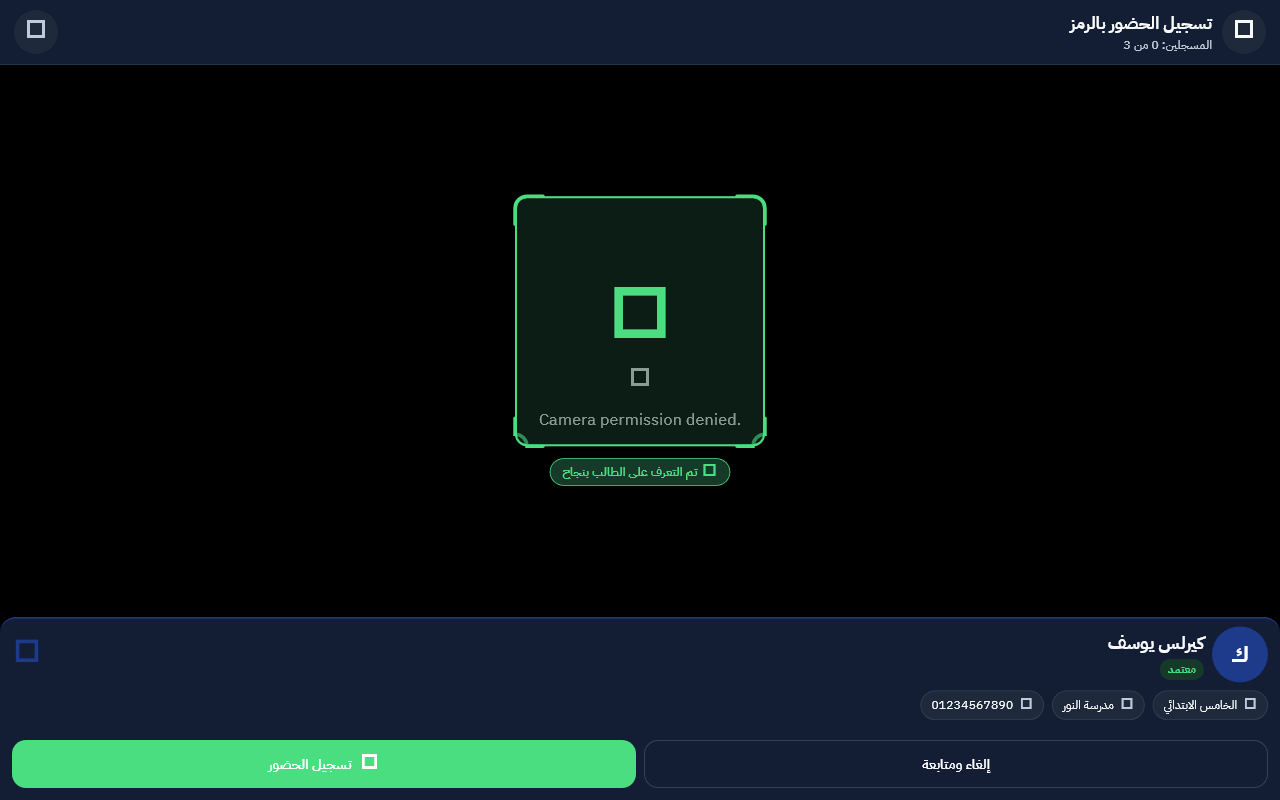 تسجيل الحضور بالرمز
المسجلين: 0 من 3
Camera permission denied.
تم التعرف على الطالب بنجاح
كيرلس يوسف
ك
معتمد
الخامس الابتدائي
مدرسة النور
01234567890
إلغاء ومتابعة
تسجيل الحضور